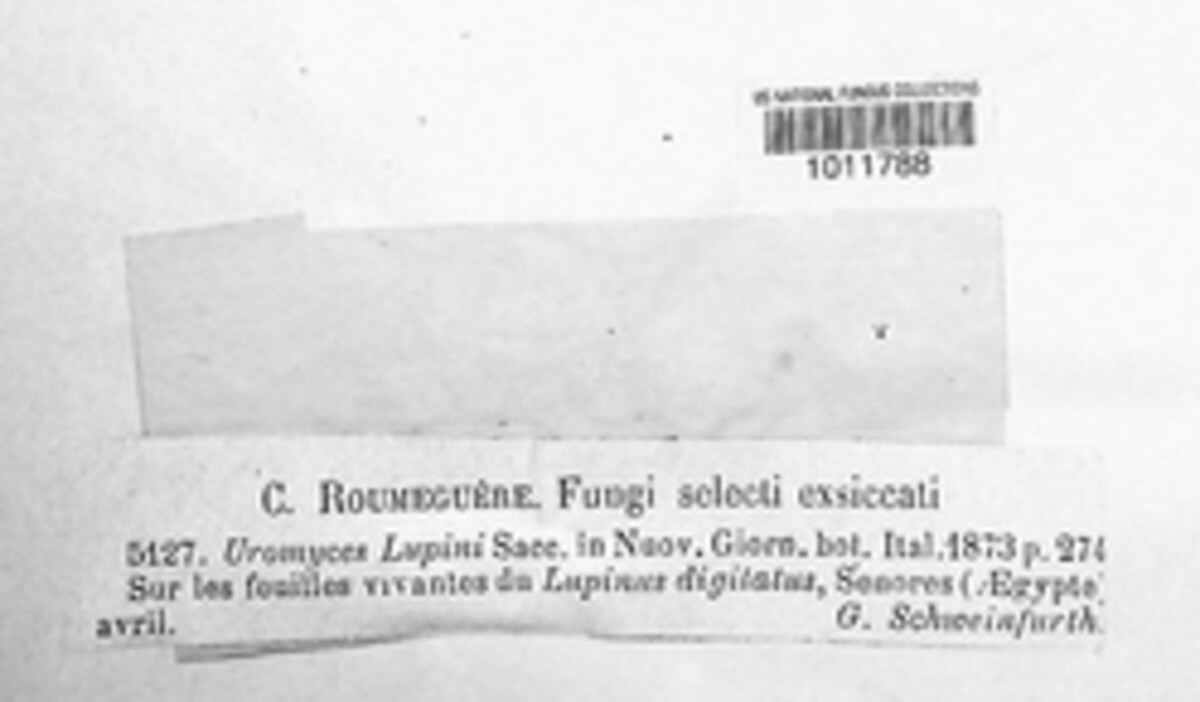 US NATIONAL FUNGUS COLLECTIONS
1011788
C. ROUMEGUÈRE. Fungi selecti exsiccati
5127. Uromyces Lupini Sacc. in Nuov. Giorn. bot. Ital. 1873 p. 274
Sur les feuilles vivantes du Lupinus digitatus, Senores (Ægypte)
avril. G. Schweinfurth.